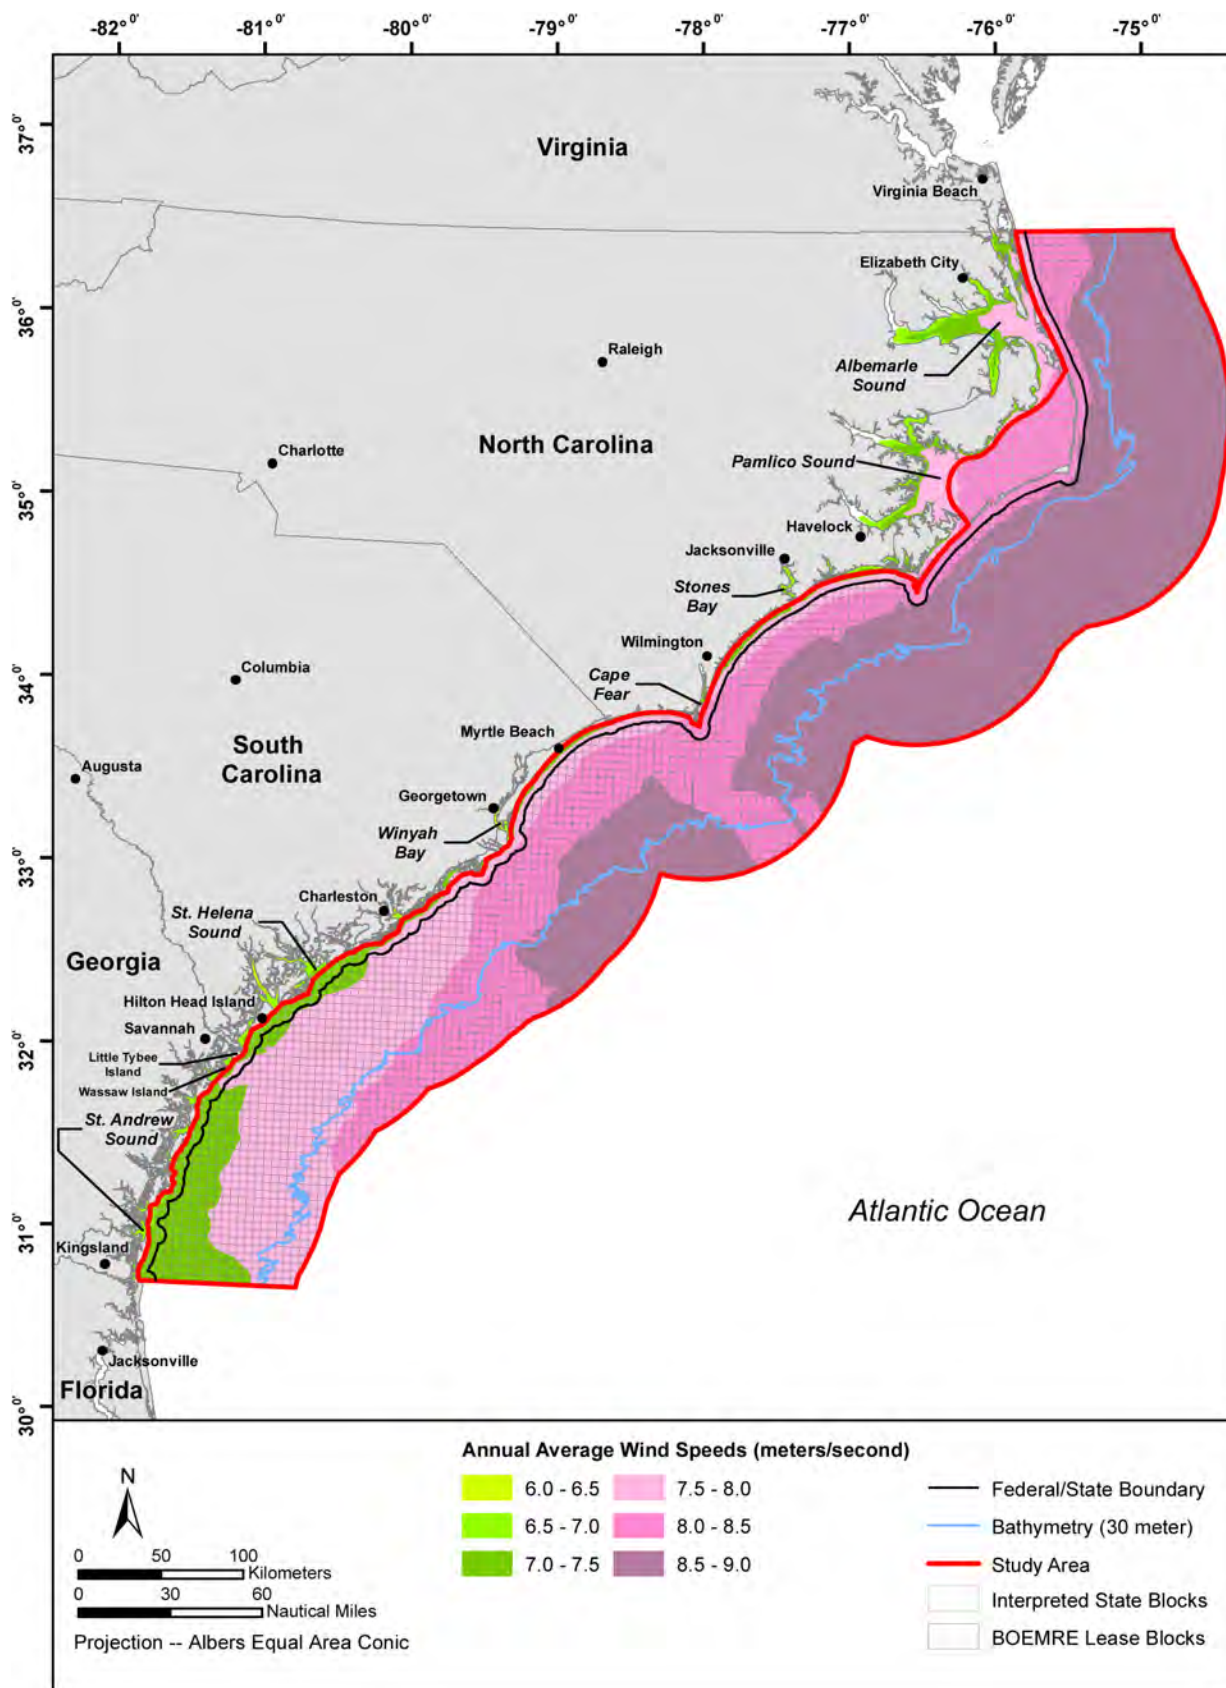 -82°0' -81°0' -80°0' -79°0' -78°0' -77°0' -76°0' -75°0'
37°0'
36°0'
35°0'
34°0'
33°0'
32°0'
31°0'
30°0'
Virginia
Virginia Beach
Elizabeth City
Raleigh
Albemarle
Sound
Charlotte
North Carolina
Pamlico Sound
Havelock
Jacksonville
Stones
Bay
Wilmington
Columbia
Cape
Fear
Myrtle Beach
South
Carolina
Augusta
Georgetown
Winyah
Bay
Charleston
St. Helena
Sound
Georgia
Hilton Head Island
Savannah
Little Tybee
Island
Wassaw Island
St. Andrew
Sound
Atlantic Ocean
Kingsland
Jacksonville
Florida
N
0 50 100
Kilometers
0 30 60
Nautical Miles
Projection -- Albers Equal Area Conic
Annual Average Wind Speeds (meters/second)
6.0 - 6.5
6.5 - 7.0
7.0 - 7.5
7.5 - 8.0
8.0 - 8.5
8.5 - 9.0
Federal/State Boundary
Bathymetry (30 meter)
Study Area
Interpreted State Blocks
BOEMRE Lease Blocks